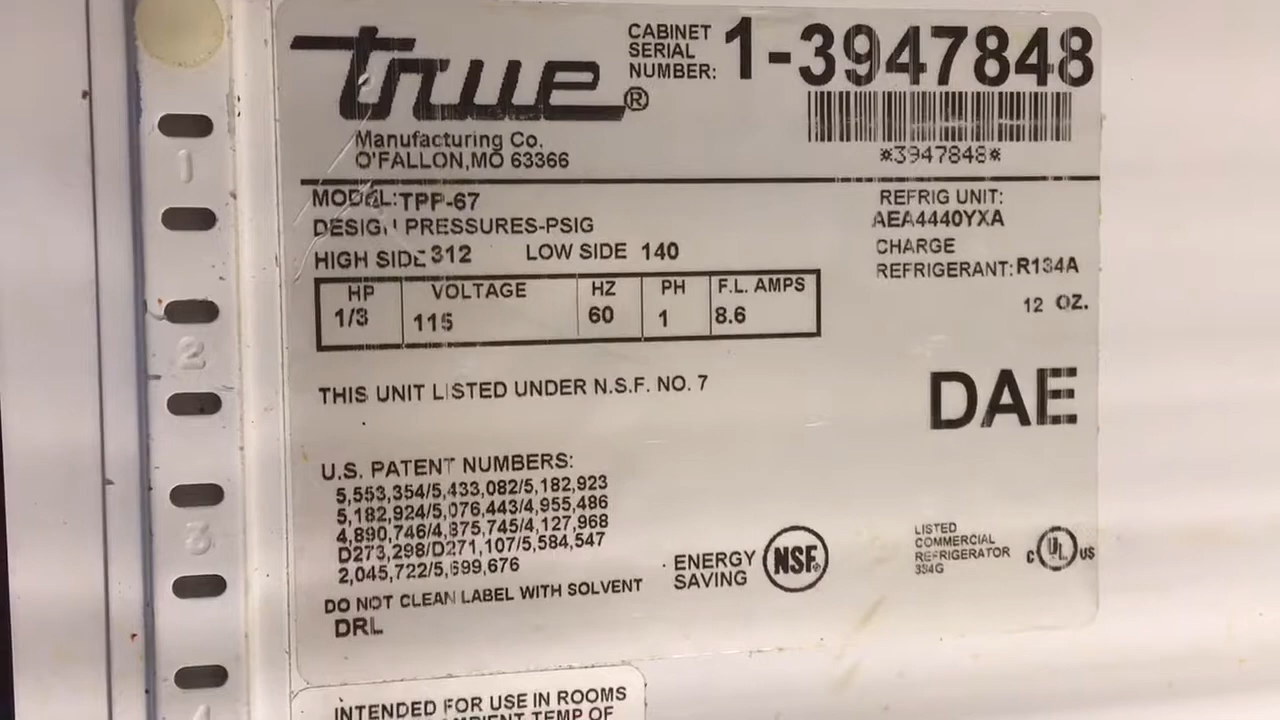 true®
Manufacturing Co.
O'FALLON,MO 63366
CABINET
SERIAL
NUMBER: 1-3947848
*3947848*
MODEL:TPP-67
DESIGN PRESSURES-PSIG
HIGH SIDE 312 LOW SIDE 140
REFRIG UNIT:
AEA4440YXA
CHARGE
REFRIGERANT:R134A
12 OZ.
HP VOLTAGE HZ PH F.L. AMPS
1/3 115 60 1 8.6
THIS UNIT LISTED UNDER N.S.F. NO. 7
DAE
U.S. PATENT NUMBERS:
5,553,354/5,433,082/5,182,923
5,182,924/5,076,443/4,955,486
4,890,746/4,875,745/4,127,968
D273,298/D271,107/5,584,547
2,045,722/5,699,676
DO NOT CLEAN LABEL WITH SOLVENT
DRL
ENERGY
SAVING
NSF®
LISTED
COMMERCIAL
REFRIGERATOR
384G
C UL US
INTENDED FOR USE IN ROOMS
AMBIENT TEMP OF
1
2
3
4